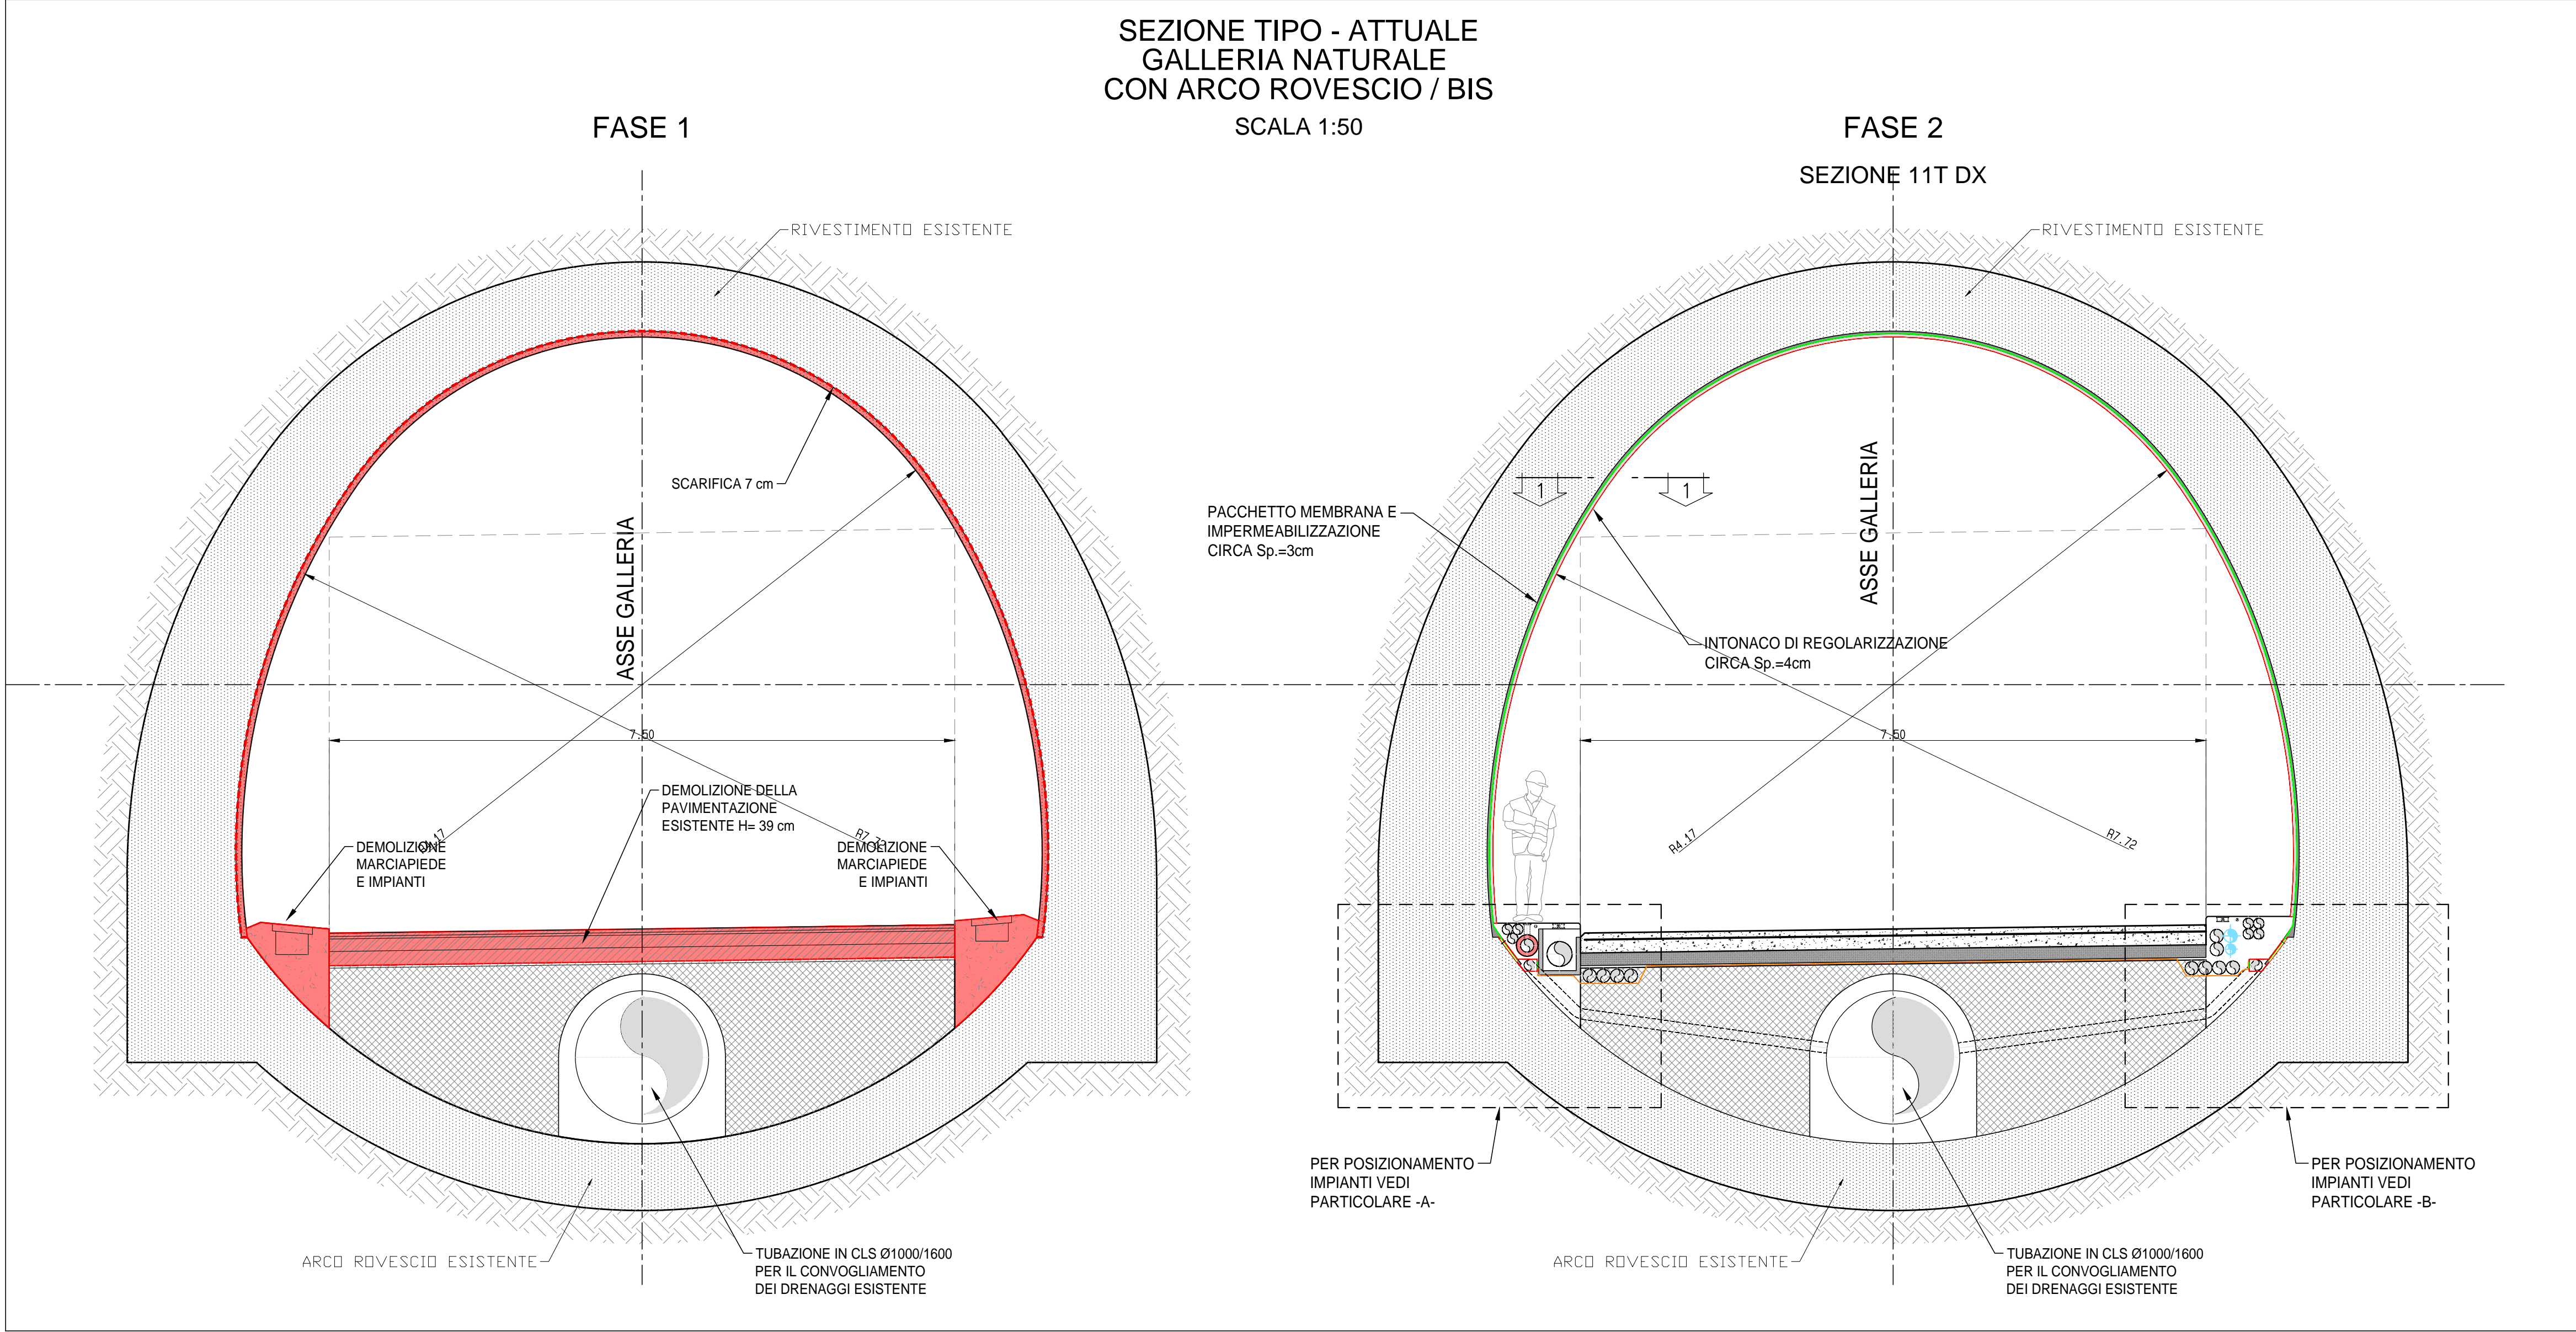 SEZIONE TIPO - ATTUALE
GALLERIA NATURALE
CON ARCO ROVESCIO / BIS
SCALA 1:50
FASE 1
RIVESTIMENTO ESISTENTE
SCARIFICA 7 cm
ASSE GALLERIA
7.50
DEMOLIZIONE DELLA
PAVIMENTAZIONE
ESISTENTE H= 39 cm
DEMOLIZIONE
MARCIAPIEDE
E IMPIANTI
DEMOLIZIONE
MARCIAPIEDE
E IMPIANTI
ARCO ROVESCIO ESISTENTE
TUBAZIONE IN CLS Ø1000/1600
PER IL CONVOGLIAMENTO
DEI DRENAGGI ESISTENTE
FASE 2
SEZIONE 11T DX
RIVESTIMENTO ESISTENTE
1
1
PACCHETTO MEMBRANA E
IMPERMEABILIZZAZIONE
CIRCA Sp.=3cm
ASSE GALLERIA
INTONACO DI REGOLARIZZAZIONE
CIRCA Sp.=4cm
7.50
R4.17
R7.72
PER POSIZIONAMENTO
IMPIANTI VEDI
PARTICOLARE -A-
PER POSIZIONAMENTO
IMPIANTI VEDI
PARTICOLARE -B-
ARCO ROVESCIO ESISTENTE
TUBAZIONE IN CLS Ø1000/1600
PER IL CONVOGLIAMENTO
DEI DRENAGGI ESISTENTE